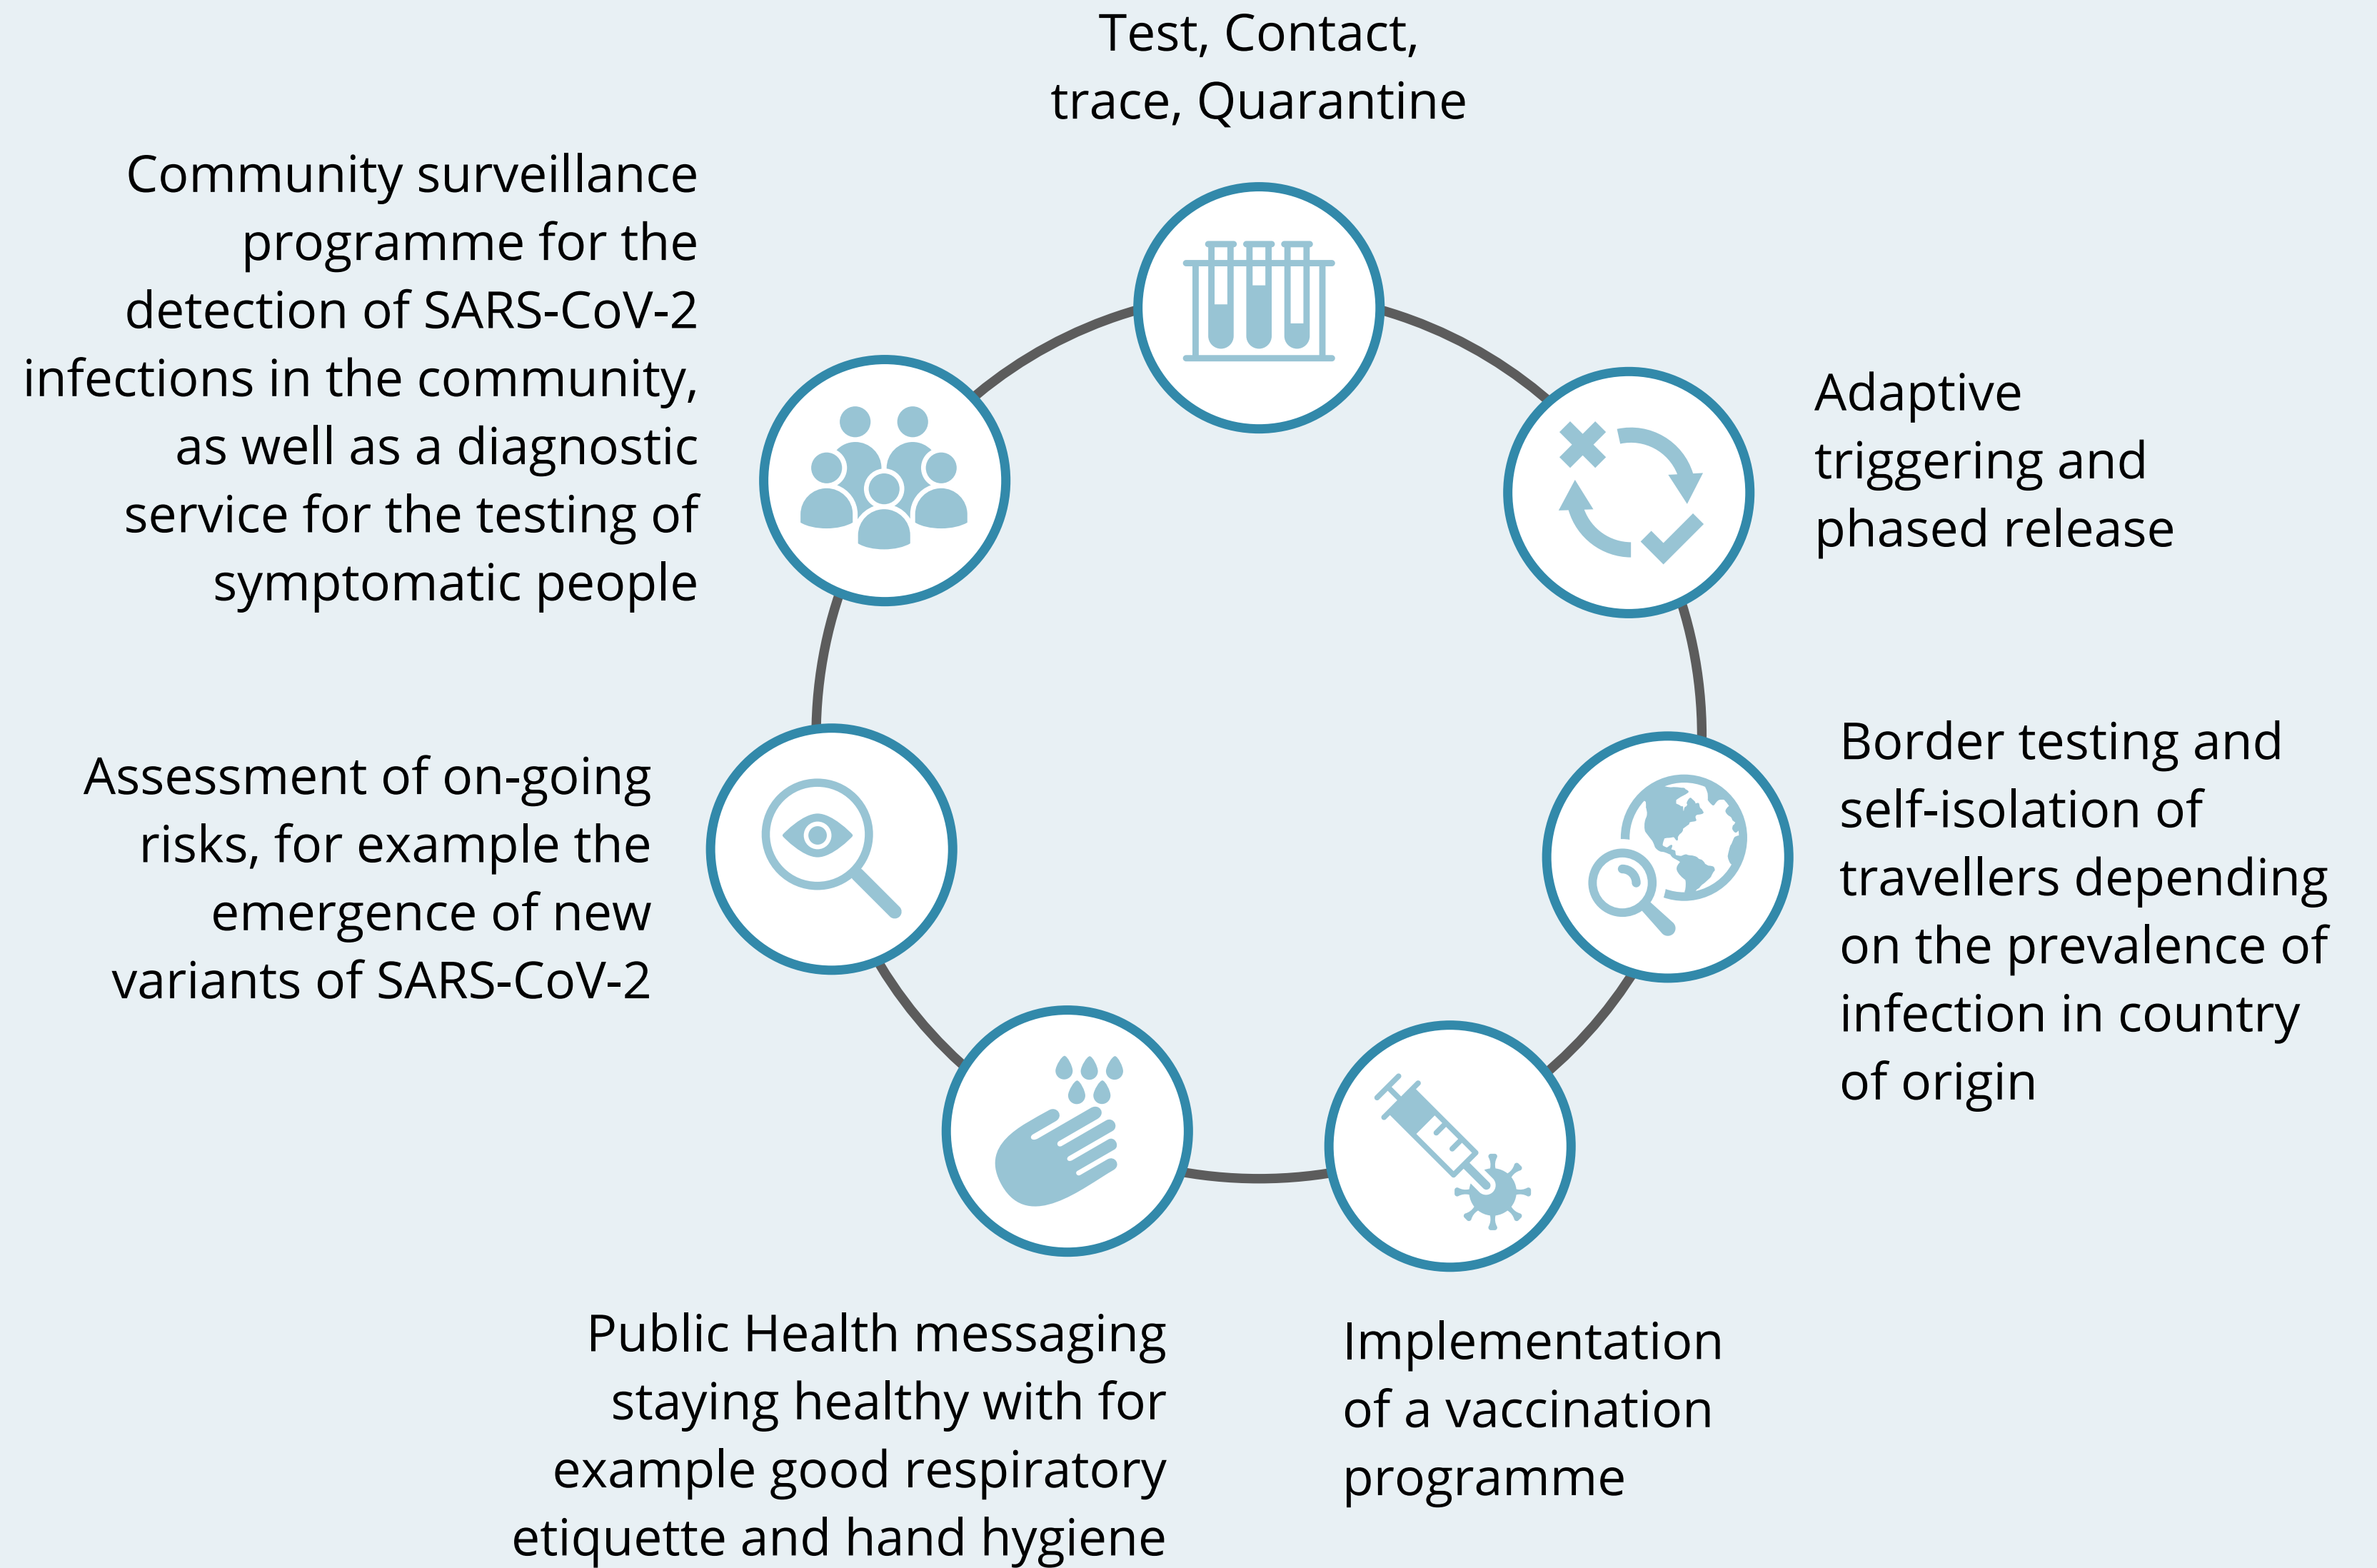 Test, Contact,
trace, Quarantine
Adaptive
triggering and
phased release
Border testing and
self-isolation of
travellers depending
on the prevalence of
infection in country
of origin
Implementation
of a vaccination
programme
Public Health messaging
staying healthy with for
example good respiratory
etiquette and hand hygiene
Assessment of on-going
risks, for example the
emergence of new
variants of SARS-CoV-2
Community surveillance
programme for the
detection of SARS-CoV-2
infections in the community,
as well as a diagnostic
service for the testing of
symptomatic people